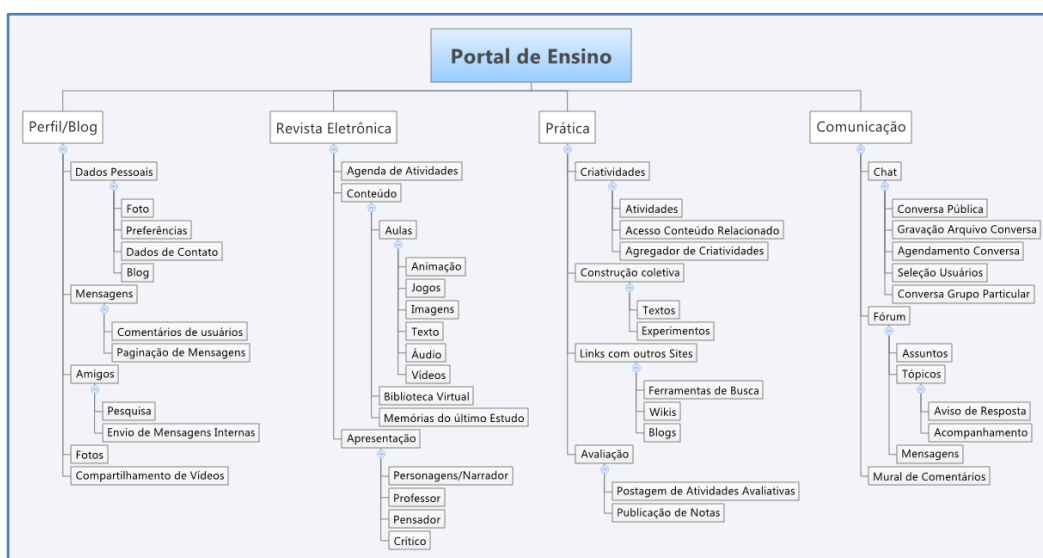 Portal de Ensino
Perfil/Blog
Dados Pessoais
Foto
Preferências
Dados de Contato
Blog
Mensagens
Comentários de usuários
Paginação de Mensagens
Amigos
Pesquisa
Envio de Mensagens Internas
Fotos
Compartilhamento de Vídeos
Revista Eletrônica
Agenda de Atividades
Conteúdo
Aulas
Animação
Jogos
Imagens
Texto
Áudio
Vídeos
Biblioteca Virtual
Memórias do último Estudo
Apresentação
Personagens/Narrador
Professor
Pensador
Crítico
Prática
Criatividades
Atividades
Acesso Conteúdo Relacionado
Agregador de Criatividades
Construção coletiva
Textos
Experimentos
Links com outros Sites
Ferramentas de Busca
Wikis
Blogs
Avaliação
Postagem de Atividades Avaliativas
Publicação de Notas
Comunicação
Chat
Conversa Pública
Gravação Arquivo Conversa
Agendamento Conversa
Seleção Usuários
Conversa Grupo Particular
Fórum
Assuntos
Tópicos
Aviso de Resposta
Acompanhamento
Mensagens
Mural de Comentários